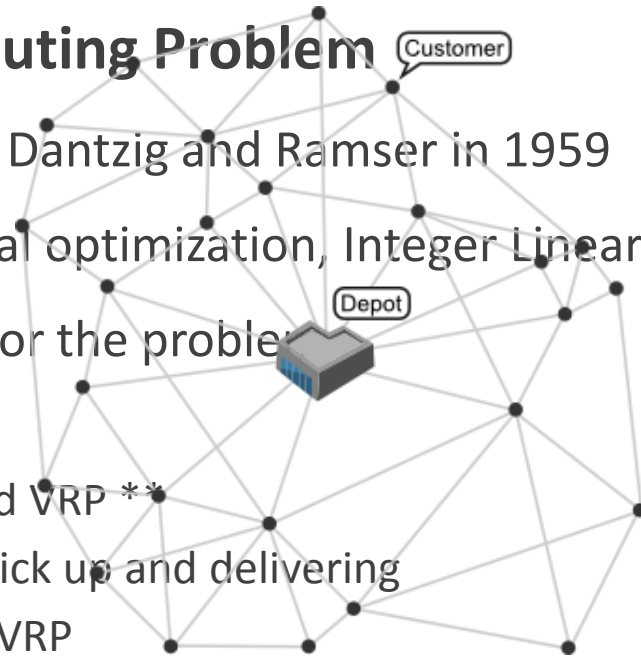 uting Problem
Customer
Dantzig and Ramser in 1959
al optimization, Integer Linear
Depot
or the proble
d VRP **
ick up and delivering
VRP